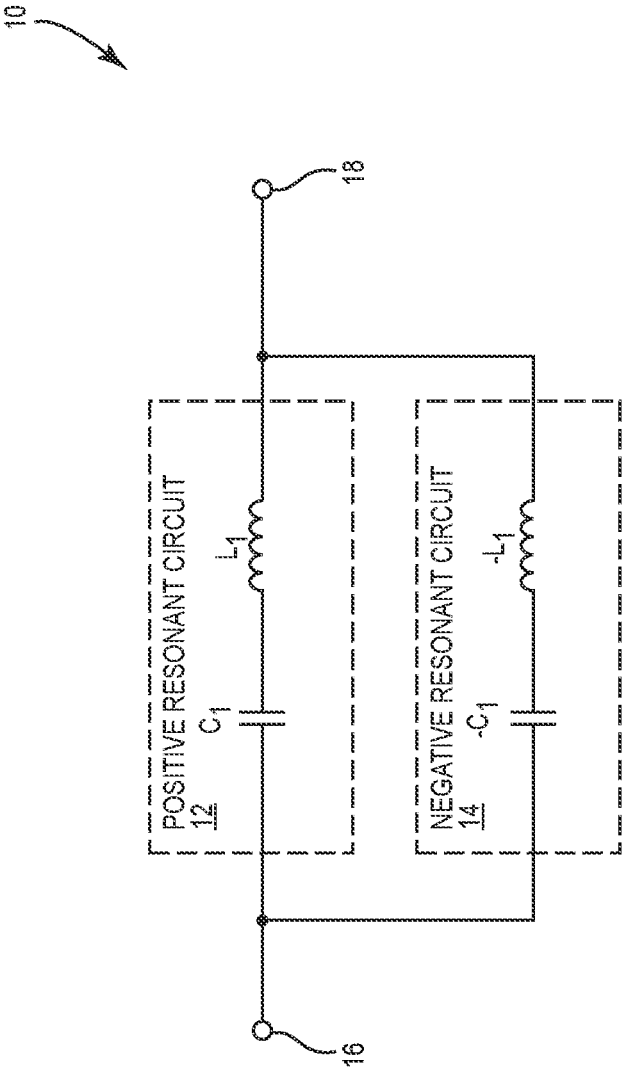 10
POSITIVE RESONANT CIRCUIT
12
C1
L1
16
18
NEGATIVE RESONANT CIRCUIT
14
-C1
-L1